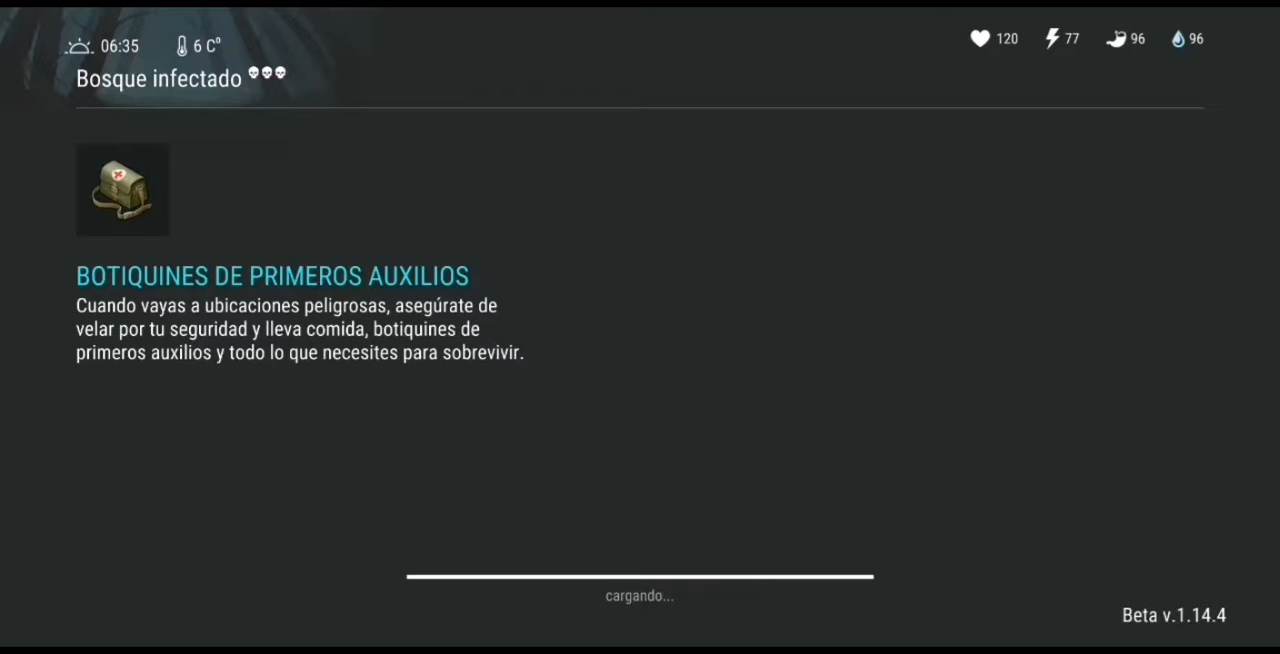 06:35 6 C°
120 77 96 96
Bosque infectado
BOTIQUINES DE PRIMEROS AUXILIOS
Cuando vayas a ubicaciones peligrosas, asegúrate de
velar por tu seguridad y lleva comida, botiquines de
primeros auxilios y todo lo que necesites para sobrevivir.
cargando...
Beta v.1.14.4